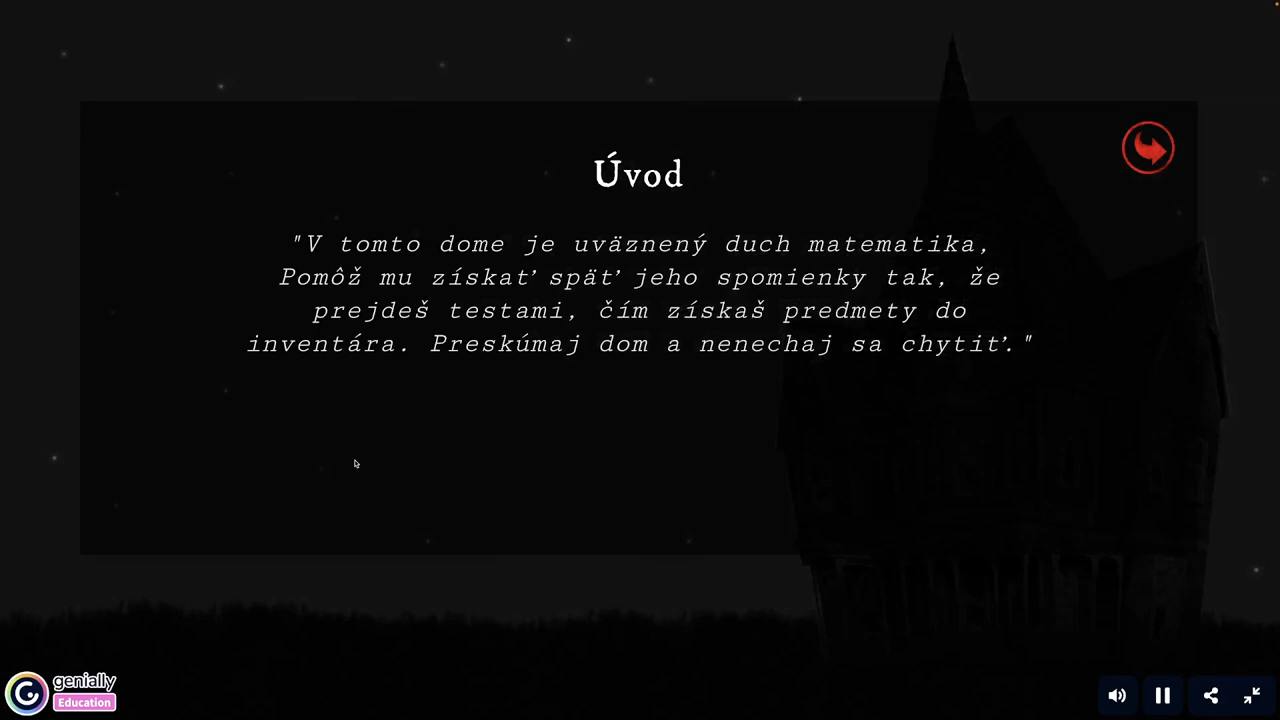 Úvod
"V tomto dome je uväznený duch matematika,
Pomôž mu získať späť jeho spomienky tak, že
prejdeš testami, čím získaš predmety do
inventára. Preskúmaj dom a nenechaj sa chytiť."
genially
Education